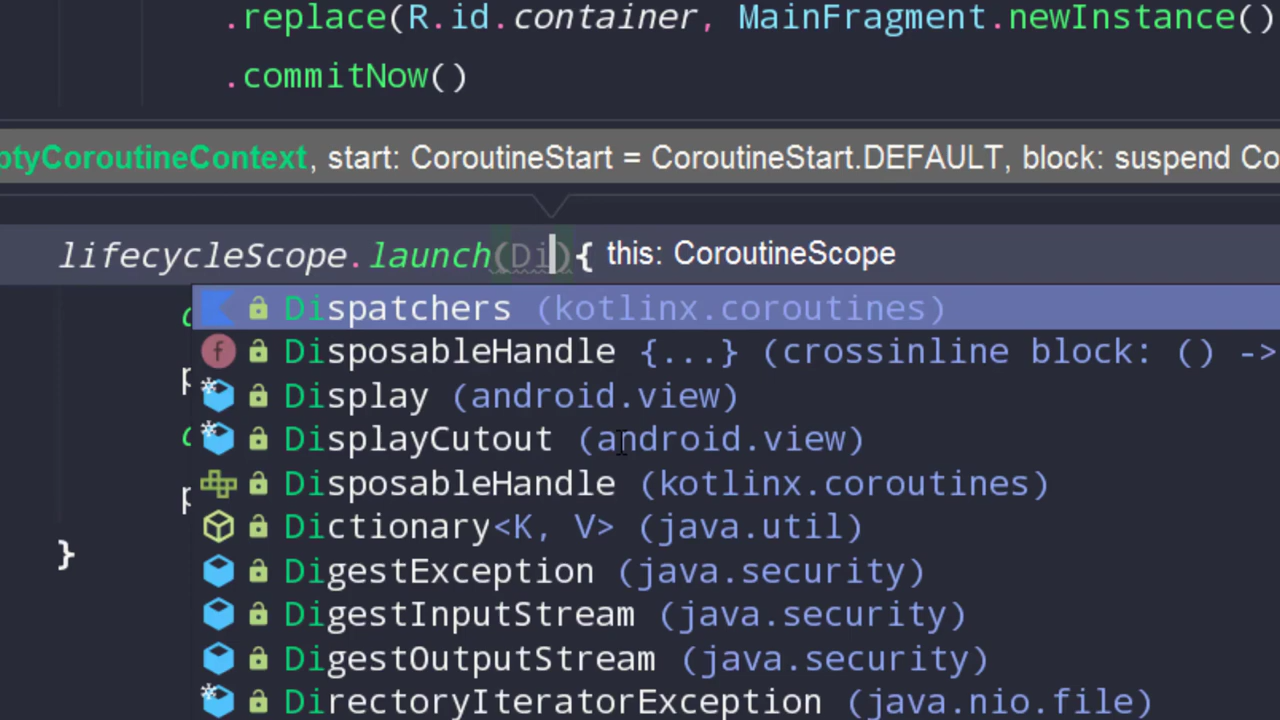 .replace(R.id.container, MainFragment.newInstance()
.commitNow()
ptyCoroutineContext, start: CoroutineStart = CoroutineStart.DEFAULT, block: suspend Co
lifecycleScope.launch(Di){ this: CoroutineScope
Dispatchers (kotlinx.coroutines)
DisposableHandle {...} (crossinline block: () ->
Display (android.view)
DisplayCutout (android.view)
DisposableHandle (kotlinx.coroutines)
Dictionary<K, V> (java.util)
}
DigestException (java.security)
DigestInputStream (java.security)
DigestOutputStream (java.security)
DirectoryIteratorException (java.nio.file)